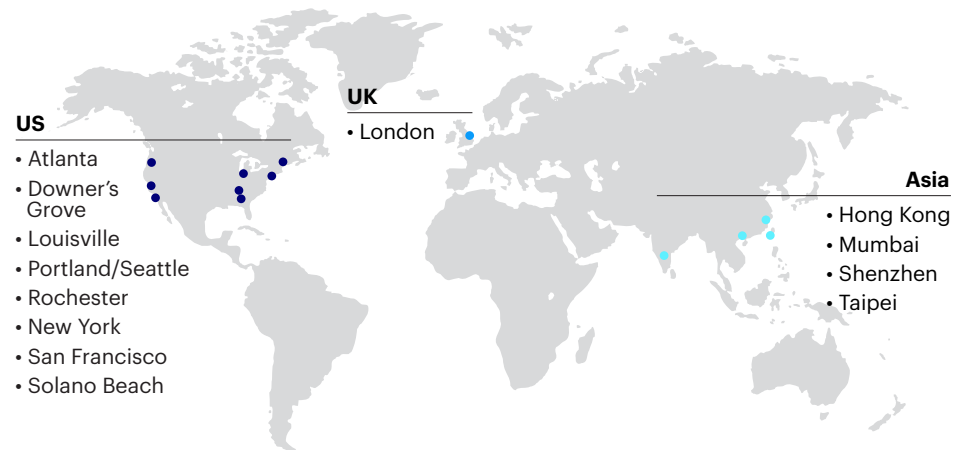 US
• Atlanta
• Downer's
Grove
• Louisville
• Portland/Seattle
• Rochester
• New York
• San Francisco
• Solano Beach
UK
• London
Asia
• Hong Kong
• Mumbai
• Shenzhen
• Taipei